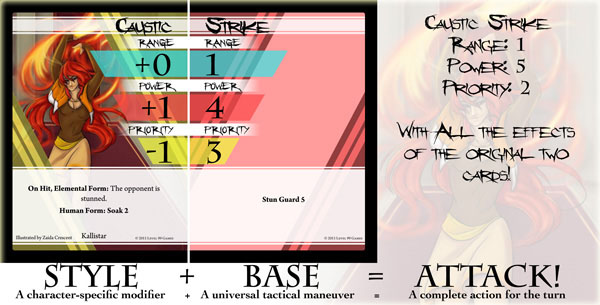 Caustic
Range
+0
Power
+1
Priority
-1
On Hit, Elemental Form: The opponent is
stunned.
Human Form: Soak 2
Kallistar
Illustrated by Zaida Crescent
© 2013 Level 99 Games
Strike
Range
1
Power
4
Priority
3
Stun Guard 5
© 2013 Level 99 Games
Caustic Strike
Range: 1
Power: 5
Priority: 2
With All the effects
of the original two
cards!
STYLE + BASE = ATTACK!
A character-specific modifier + A universal tactical maneuver = A complete action for the turn